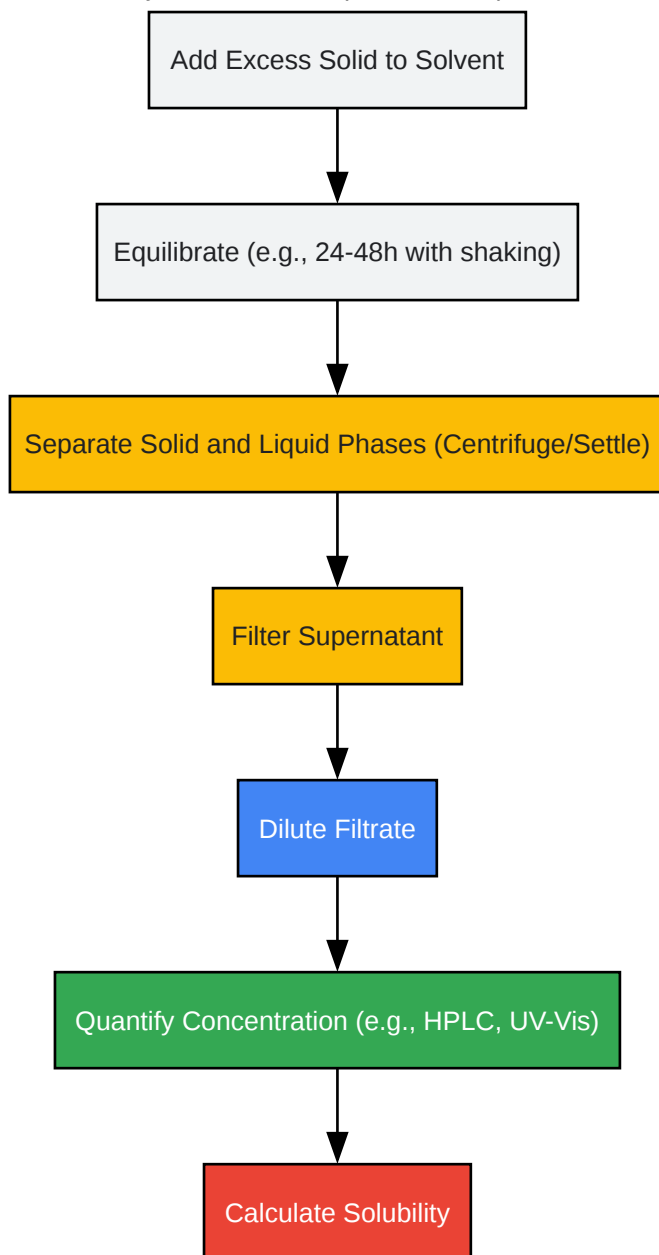 Add Excess Solid to Solvent
Equilibrate (e.g., 24-48h with shaking)
Separate Solid and Liquid Phases (Centrifuge/Settle)
Filter Supernatant
Dilute Filtrate
Quantify Concentration (e.g., HPLC, UV-Vis)
Calculate Solubility